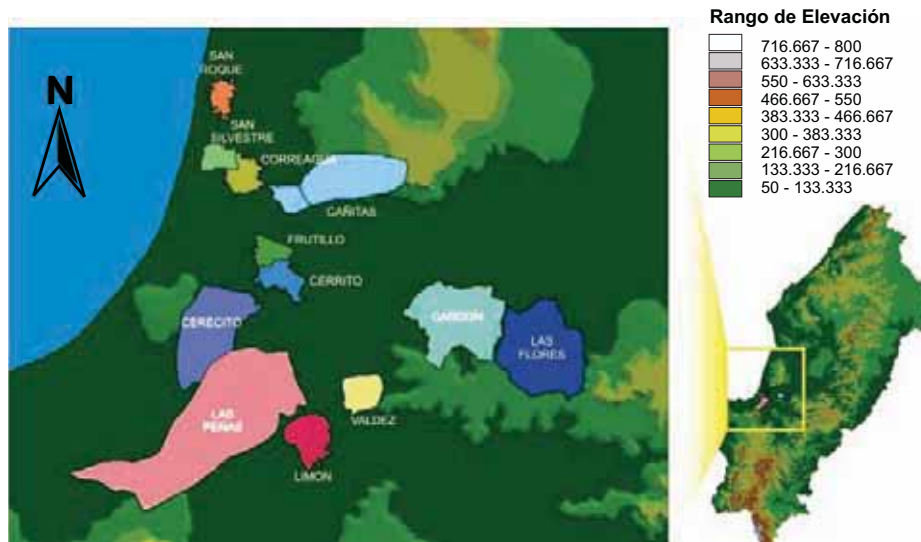 Rango de Elevación
716.667 - 800
633.333 - 716.667
550 - 633.333
466.667 - 550
383.333 - 466.667
300 - 383.333
216.667 - 300
133.333 - 216.667
50 - 133.333
N
SAN
ROQUE
SAN
SILVESTRE
CORREAGUA
CAÑITAS
FRUTILLO
CERRITO
CERECITO
LAS
FLORES
LAS
PEÑAS
VALDEZ
LIMON